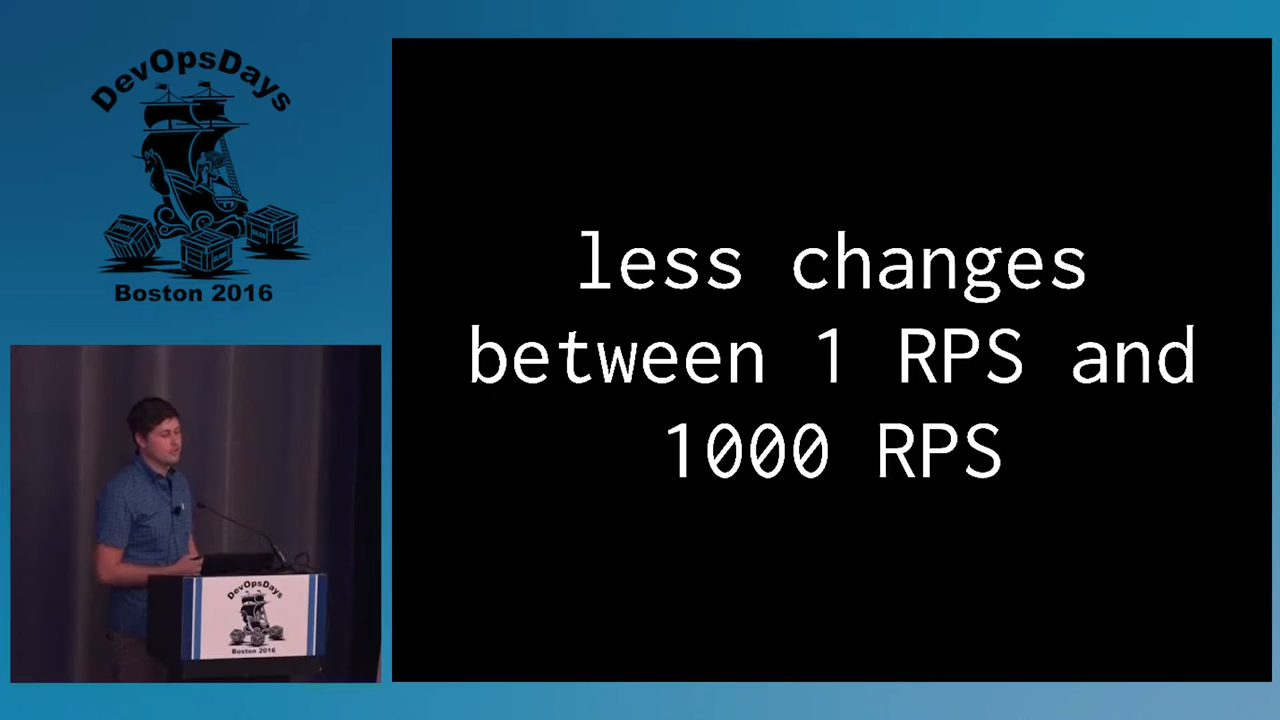 DevOpsDays
Boston 2016
less changes
between 1 RPS and
1000 RPS
DevOpsDays
Boston 2016